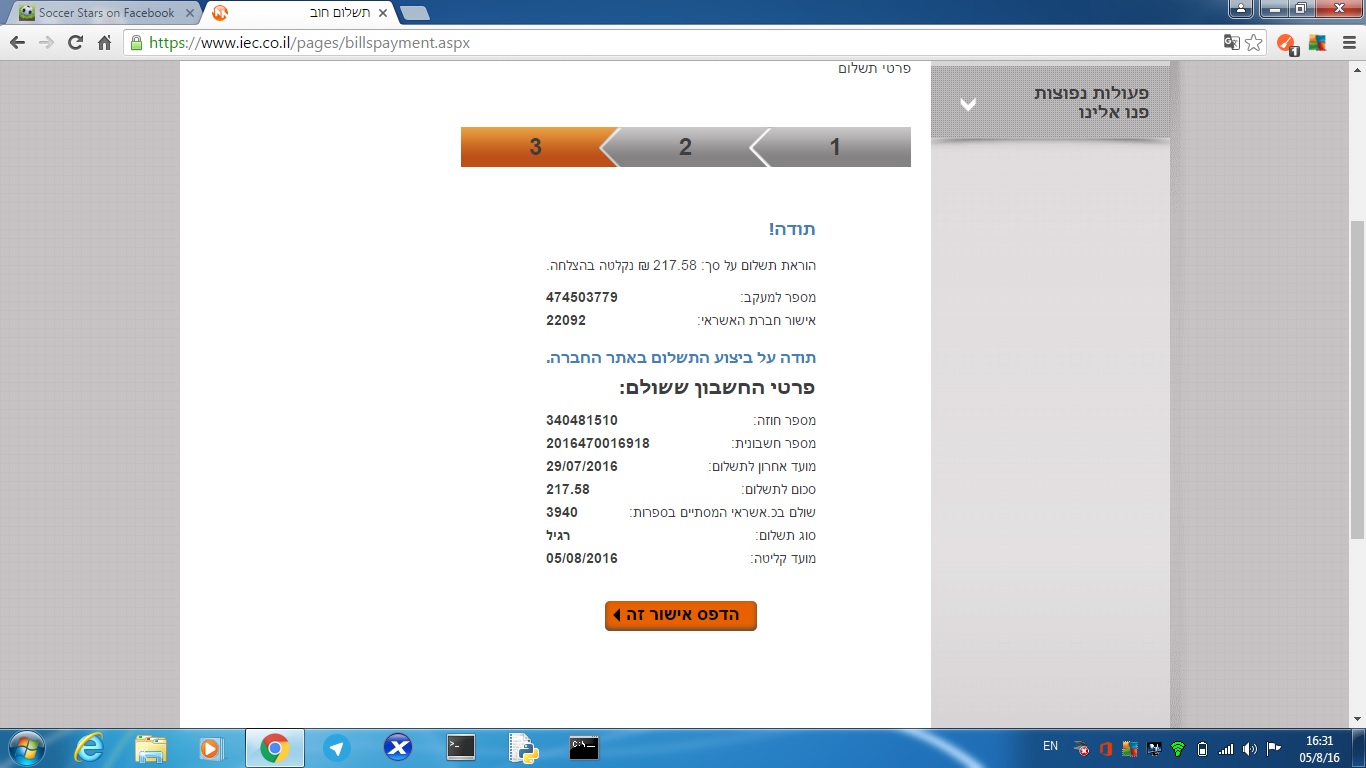 Soccer Stars on Facebook
תשלום חוב
https://www.iec.co.il/pages/billspayment.aspx
1
פרטי תשלום
פעולות נפוצות
פנו אלינו
1
2
3
תודה!
הוראת תשלום על סך: 217.58 ₪ נקלטה בהצלחה.
מספר למעקב: 474503779
אישור חברת האשראי: 22092
תודה על ביצוע התשלום באתר החברה.
פרטי החשבון ששולם:
מספר חוזה: 340481510
מספר חשבונית: 2016470016918
מועד אחרון לתשלום: 29/07/2016
סכום לתשלום: 217.58
שולם בכ.אשראי המסתיים בספרות: 3940
סוג תשלום: רגיל
מועד קליטה: 05/08/2016
הדפס אישור זה
EN
16:31
05/8/16